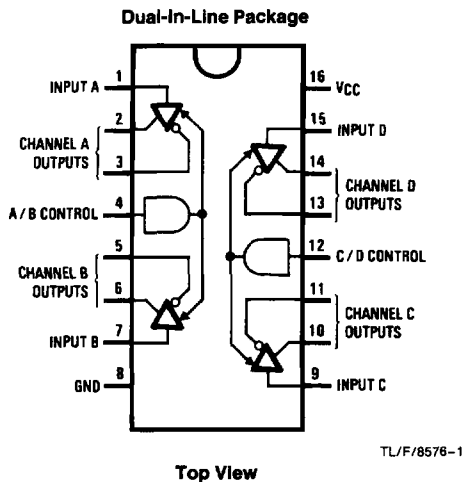 Dual-In-Line Package
INPUT A
1
2
CHANNEL A
OUTPUTS
3
A/B CONTROL
4
5
CHANNEL B
OUTPUTS
6
7
INPUT B
8
GND
16
VCC
15
INPUT D
14
CHANNEL D
OUTPUTS
13
12
C/D CONTROL
11
CHANNEL C
OUTPUTS
10
9
INPUT C
TL/F/8576-1
Top View